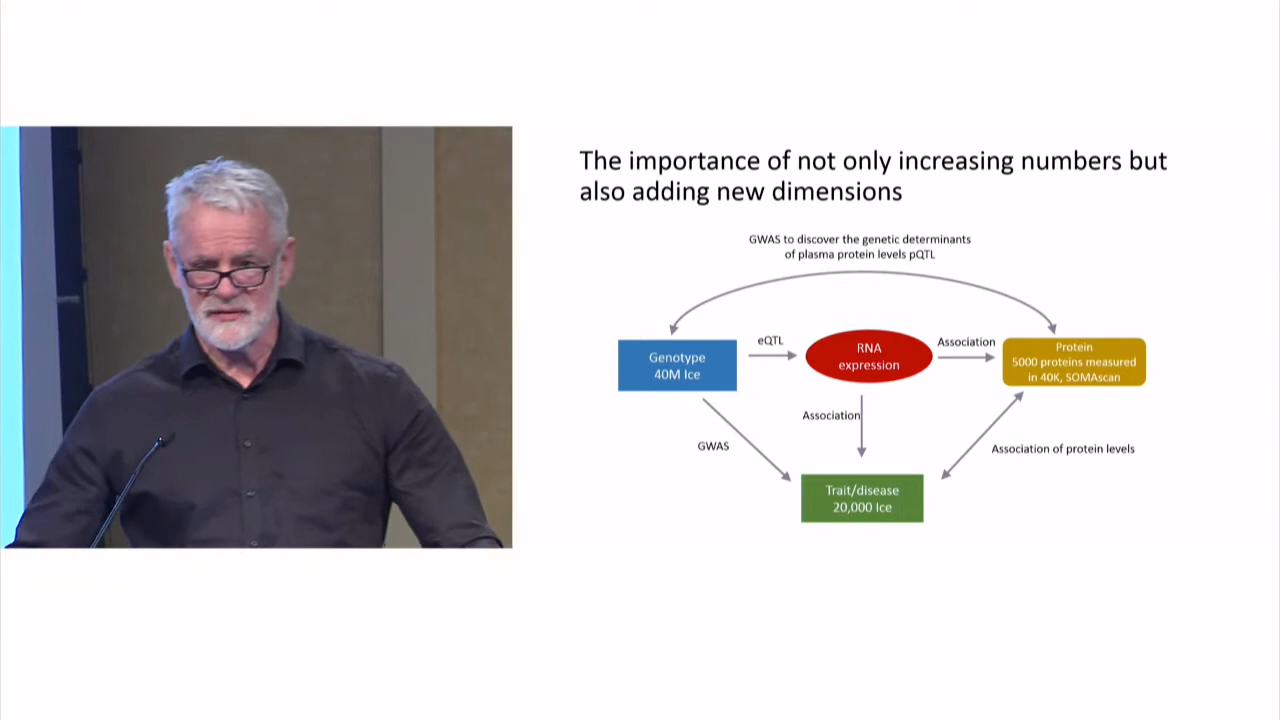 The importance of not only increasing numbers but
also adding new dimensions
GWAS to discover the genetic determinants
of plasma protein levels pQTL
Genotype
40M Ice
eQTL
RNA
expression
Association
Protein
5000 proteins measured
in 40K, SOMAscan
GWAS
Association
Association of protein levels
Trait/disease
20,000 Ice